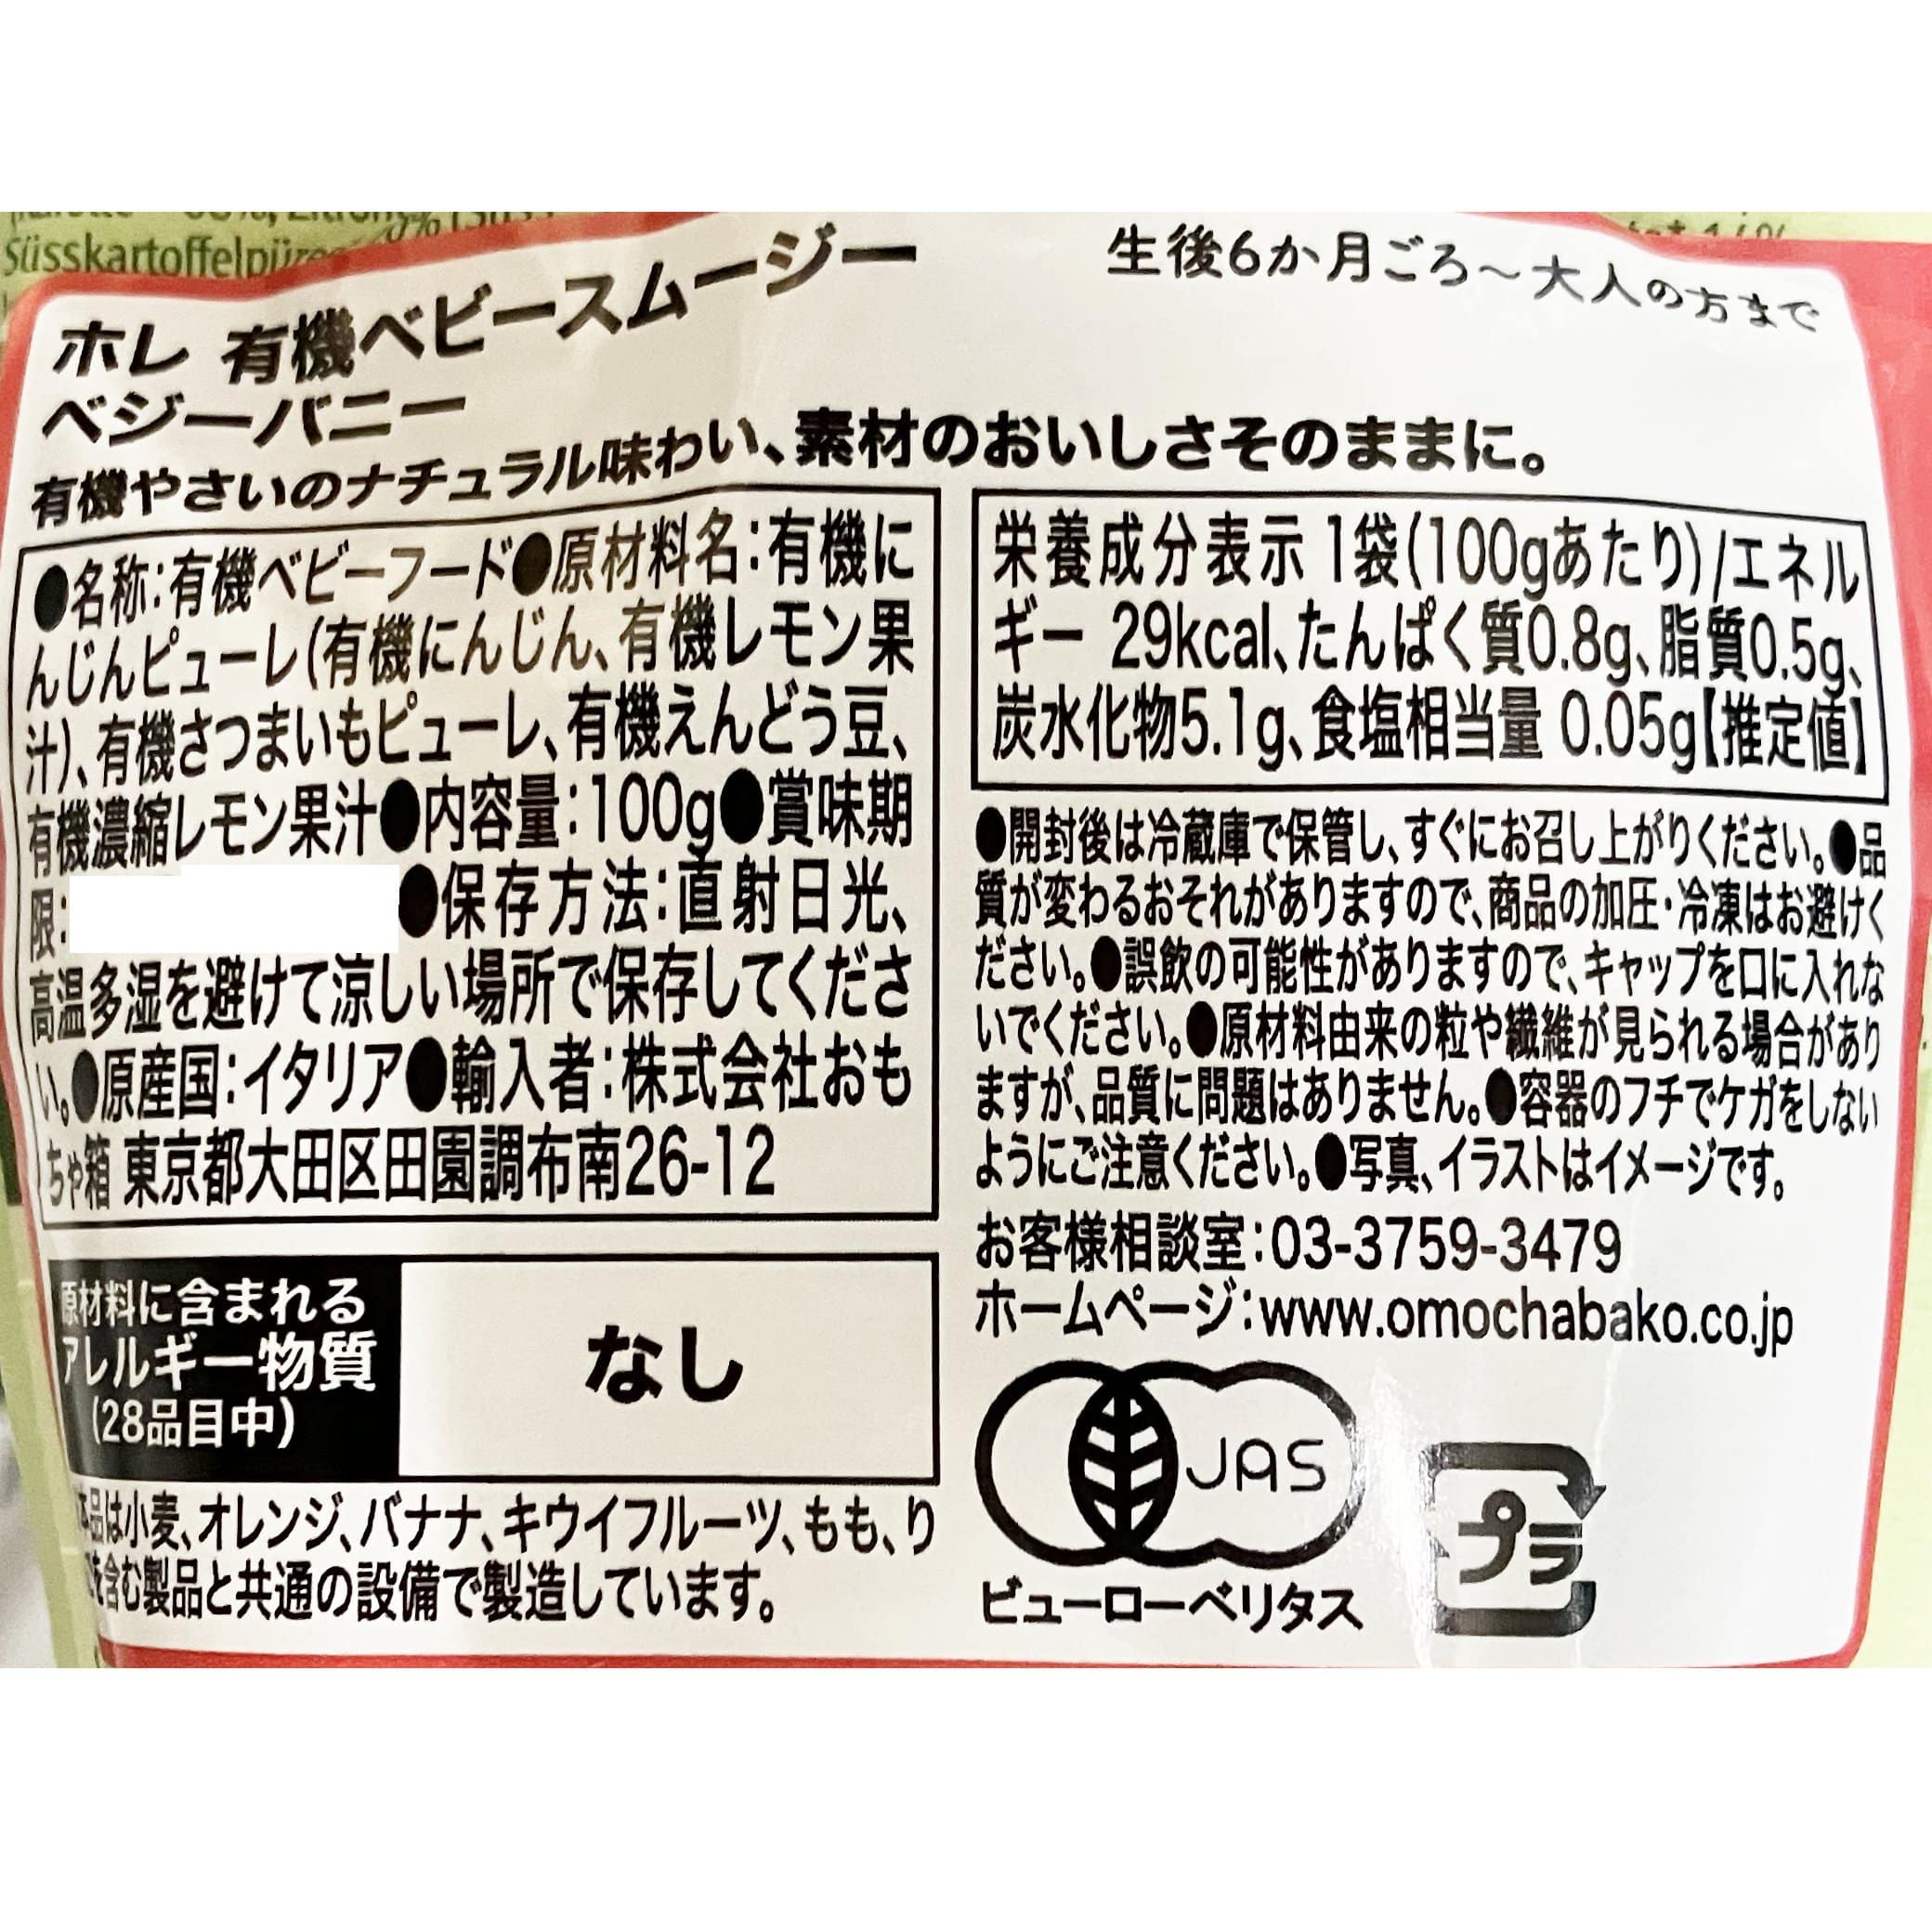 Süsskartoffelpüre
ホレ 有機ベビースムージー
ベジーバニー
生後6か月ごろ～大人の方まで
有機やさいのナチュラル味わい、素材のおいしさそのままに。
●名称:有機ベビーフード●原材料名:有機に
んじんピューレ(有機にんじん、有機レモン果
汁)、有機さつまいもピューレ、有機えんどう豆、
有機濃縮レモン果汁●内容量:100g●賞味期
限: ●保存方法:直射日光、
高温多湿を避けて涼しい場所で保存してくださ
い。●原産国:イタリア●輸入者:株式会社おも
ちゃ箱 東京都大田区田園調布南26-12
原材料に含まれる
アレルギー物質
(28品目中)
なし
本品は小麦、オレンジ、バナナ、キウイフルーツ、もも、り
を含む製品と共通の設備で製造しています。
栄養成分表示 1袋(100gあたり)/エネル
ギー 29kcal、たんぱく質0.8g、脂質0.5g、
炭水化物5.1g、食塩相当量 0.05g【推定値】
●開封後は冷蔵庫で保管し、すぐにお召し上がりください。●品
質が変わるおそれがありますので、商品の加圧・冷凍はお避けく
ださい。●誤飲の可能性がありますので、キャップを口に入れな
いでください。●原材料由来の粒や繊維が見られる場合があり
ますが、品質に問題はありません。●容器のフチでケガをしない
ようにご注意ください。●写真、イラストはイメージです。
お客様相談室:03-3759-3479
ホームページ:www.omochabako.co.jp
JAS
ビューローベリタス
プラ